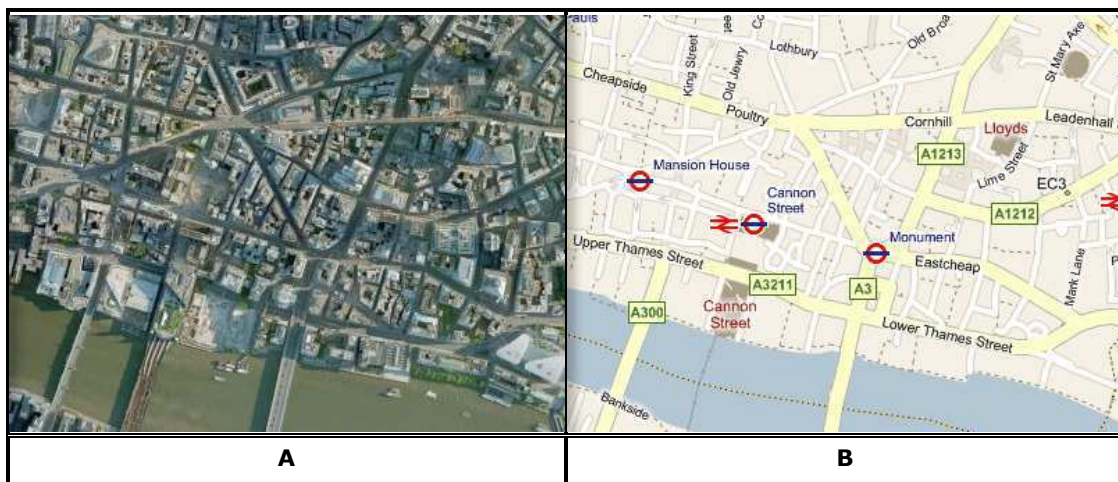 auls
Lothbury
Old Broa
St Mary Axe
King Street
Old Jewry
Cheapside
Poultry
Cornhill
Leadenhall
Lloyds
A1213
Lime Street
Mansion House
EC3
Cannon
Street
A1212
Monument
Upper Thames Street
Eastcheap
A3211
A3
Mark Lane
Cannon
Street
A300
Lower Thames Street
Bankside
A
B